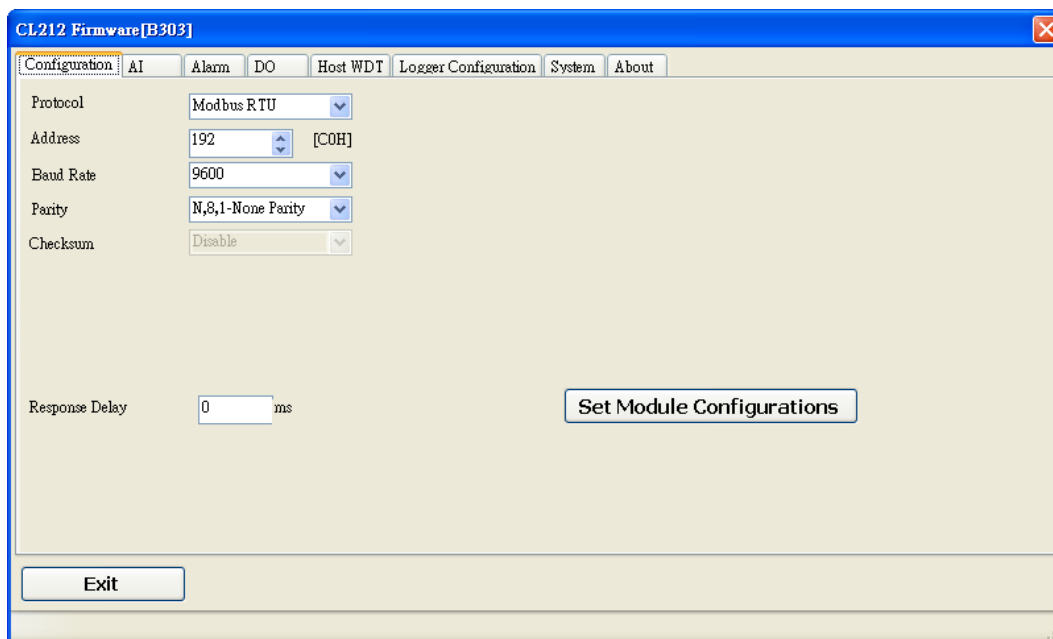 CL212 Firmware[B303]
Configuration AI Alarm DO Host WDT Logger Configuration System About
Protocol Modbus RTU
Address 192 [C0H]
Baud Rate 9600
Parity N,8,1-None Parity
Checksum Disable
Response Delay 0 ms Set Module Configurations
Exit